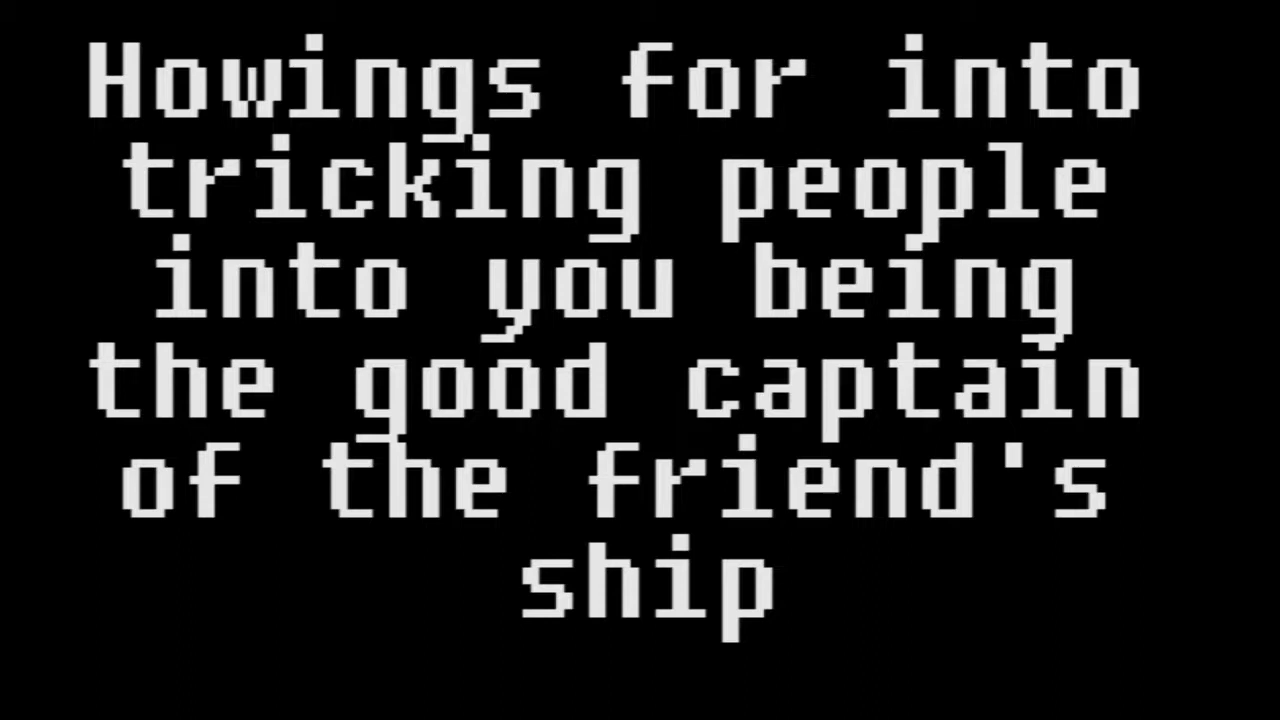 Howings for into
tricking people
into you being
the good captain
of the friend's
ship